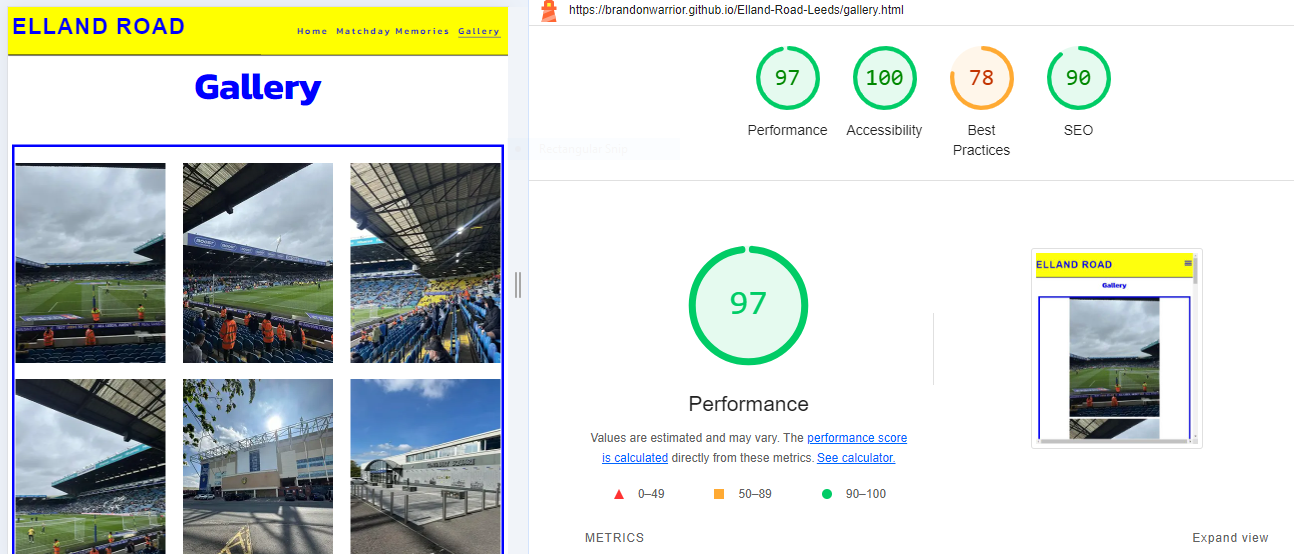 ELLAND ROAD
Home Matchday Memories Gallery
Gallery
https://brandonwarrior.github.io/Elland-Road-Leeds/gallery.html
97 100 78 90
Performance Accessibility Best Practices SEO
Rectangular Snip
97
Performance
Values are estimated and may vary. The performance score
is calculated directly from these metrics. See calculator.
0–49 50–89 90–100
ELLAND ROAD
Gallery
METRICS
Expand view